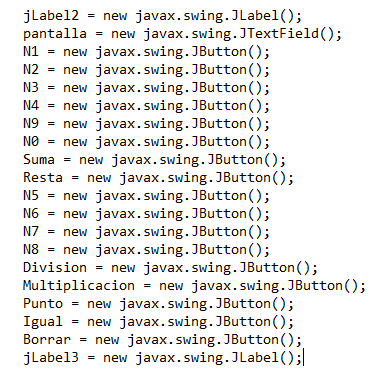 jLabel2 = new javax.swing.JLabel();
pantalla = new javax.swing.JTextField();
N1 = new javax.swing.JButton();
N2 = new javax.swing.JButton();
N3 = new javax.swing.JButton();
N4 = new javax.swing.JButton();
N9 = new javax.swing.JButton();
N0 = new javax.swing.JButton();
Suma = new javax.swing.JButton();
Resta = new javax.swing.JButton();
N5 = new javax.swing.JButton();
N6 = new javax.swing.JButton();
N7 = new javax.swing.JButton();
N8 = new javax.swing.JButton();
Division = new javax.swing.JButton();
Multiplicacion = new javax.swing.JButton();
Punto = new javax.swing.JButton();
Igual = new javax.swing.JButton();
Borrar = new javax.swing.JButton();
jLabel3 = new javax.swing.JLabel();